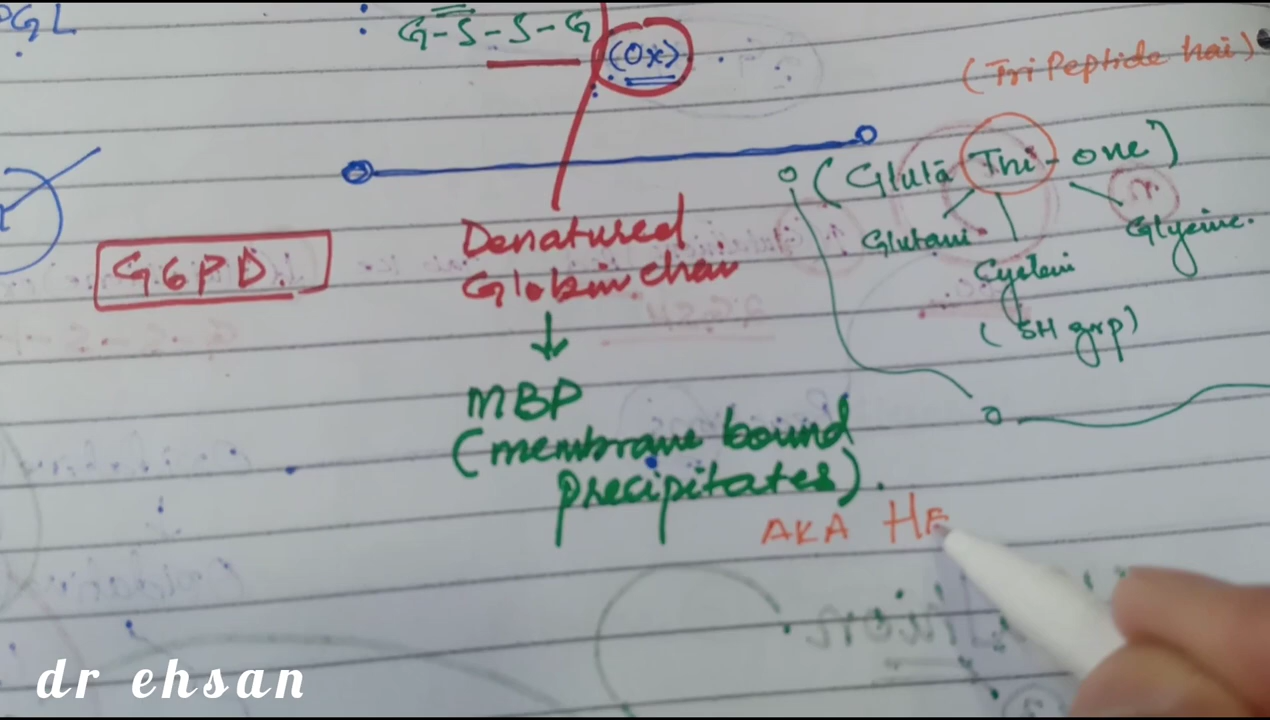 PGL
G-S-S-G
(Ox)
(Tri Peptide hai)
(Gluta Thi-one)
Glutami
Glycine.
Cystein
(SH grp)
G6PD.
Denatured
Globin chain
MBP
(membrane bound
precipitates).
AKA HE
dr ehsan